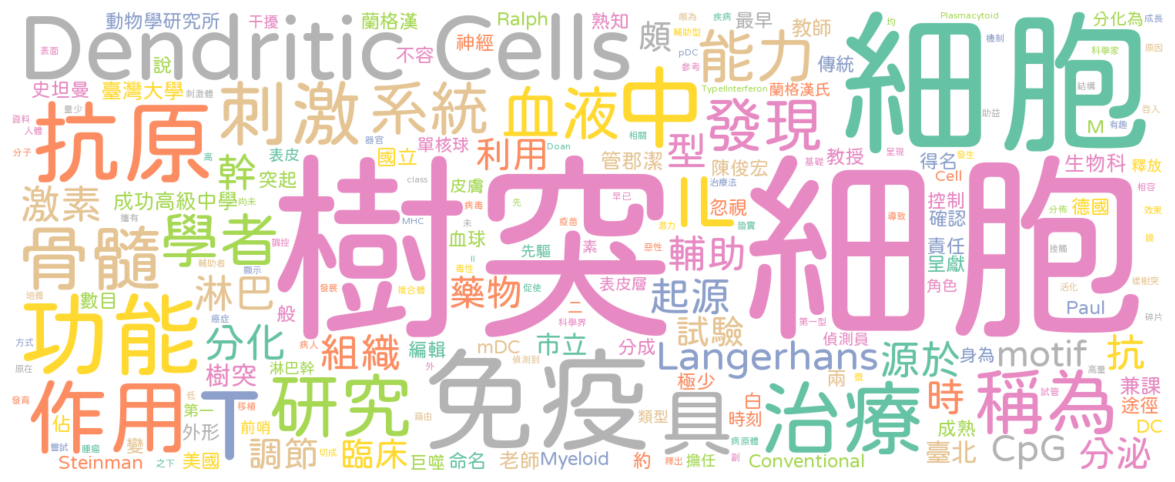 動物學研究所 干擾 蘭格漢 Ralph 熟知 最早 Plasmacytoid 成長
Dendritic Cells 神經 不容 頗 能力 教師 分化為 細胞
說 傳統 pDC
史坦曼 臺灣大學 刺激體 刺激 系統 血液 中 發現 TypeIInterferon 蘭格漢氏
抗原 單核球 利用 型 Doan 管郡潔 陳俊宏 教授 M 有趣
幹 表皮 突起 國立 得名 生物科 釋放
激素 成功高級中學 尚未 class 皮膚 IL 忽視 Cell 控制 德國
學者 樹突細胞 MHC 血球 先驅 確認
骨髓 淋巴 輔助 責任 呈獻
數目 般 藥物 表皮層 起源 角色 Paul
功能 分化 組織 編輯 mDC 市立 分成 試驗 偵測員
樹突 淋巴幹 Langerhans 源於 身為 motif 抗
作用 T 研究 免疫 具 極少 治療 時 稱為 兼課
佔 第一 白 時刻 兩 途徑
外形 前哨 類型 成熟 DC
變 調節 臨床 CpG 分泌
Steinman 美國 巨噬 命名 老師 Myeloid 約 擔任 Conventional 臺北